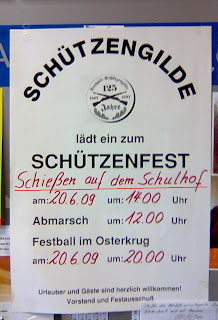 SCHÜTZENGILDE
125
Jahre
lädt ein zum
SCHÜTZENFEST
Schießen auf dem Schulhof
am: 20.6.09 um: 14.00 Uhr
Abmarsch um: 12.00 Uhr
Festball im Osterkrug
am: 20.6.09 um: 20.00 Uhr
Urlauber und Gäste sind herzlich willkommen!
Vorstand und Festausschuß